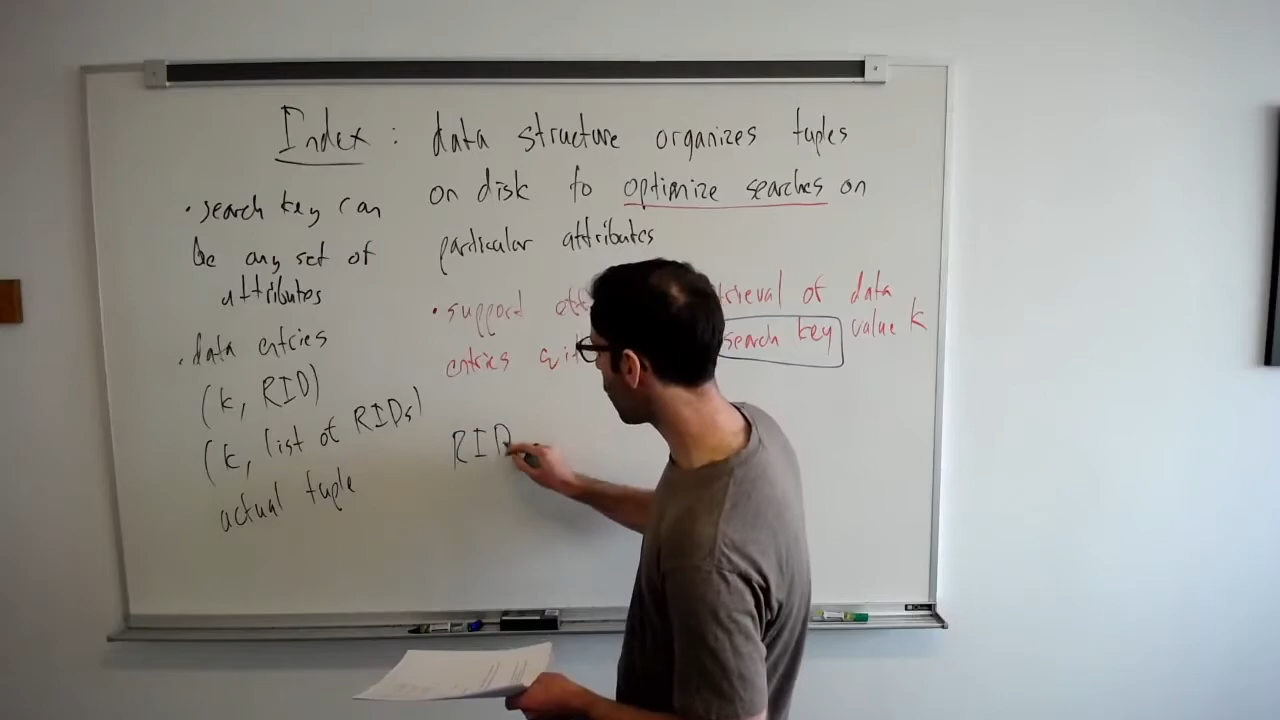 Index: data structure organizes tuples
on disk to optimize searches on
particular attributes
• search key can
be any set of
attributes
• data entries
(k, RID)
(k, list of RIDs)
actual tuple
• support trieval of data
entries search key value k
RID